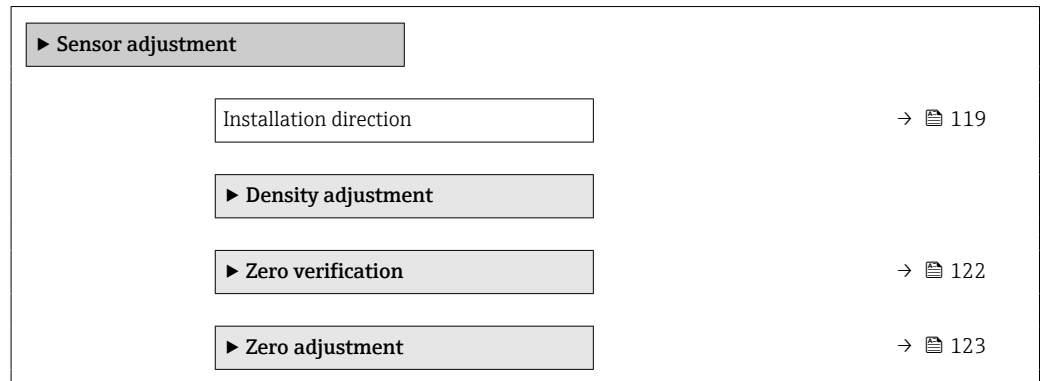 ▶ Sensor adjustment
Installation direction → 🖺 119
▶ Density adjustment
▶ Zero verification → 🖺 122
▶ Zero adjustment → 🖺 123